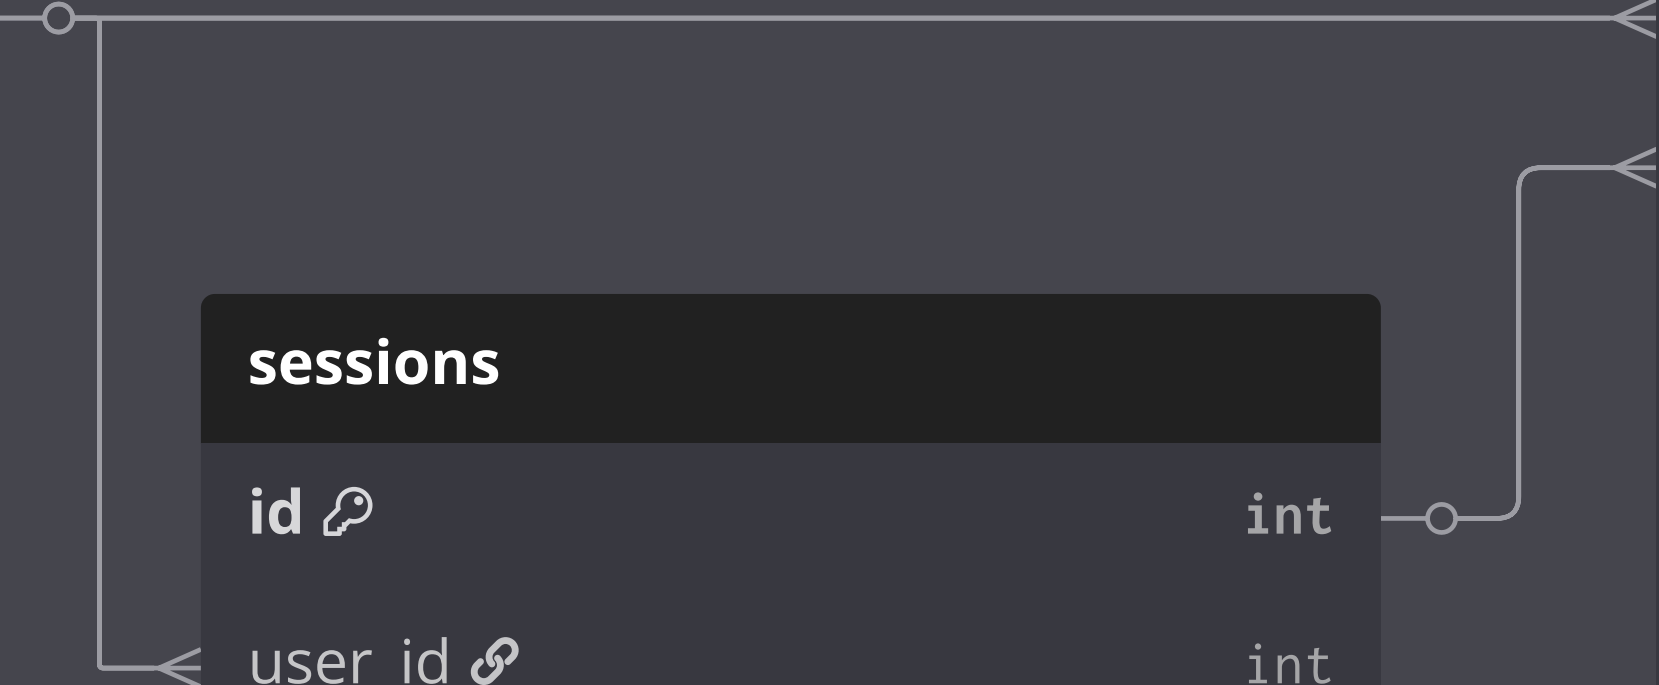 sessions
id int
user_id int